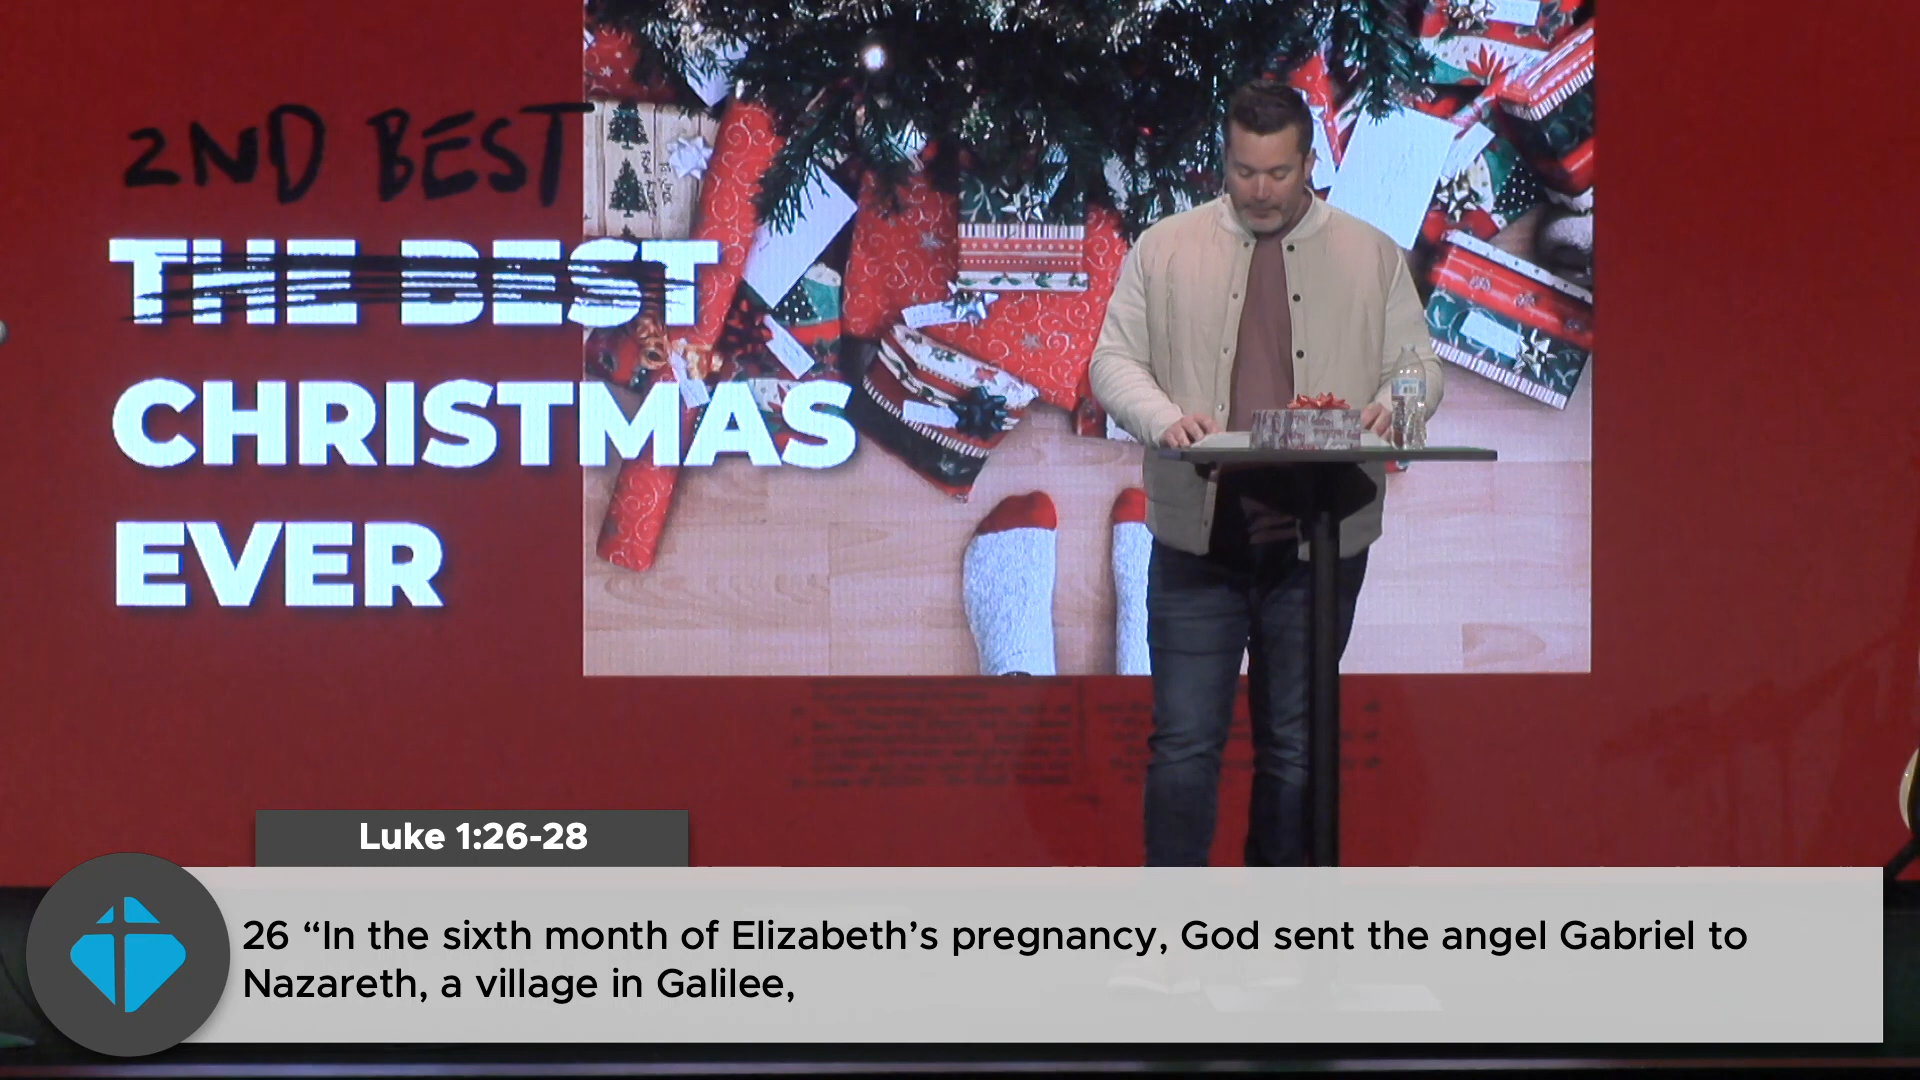 2ND BEST
THE BEST
CHRISTMAS
EVER
Luke 1:26-28
26 “In the sixth month of Elizabeth’s pregnancy, God sent the angel Gabriel to
Nazareth, a village in Galilee,